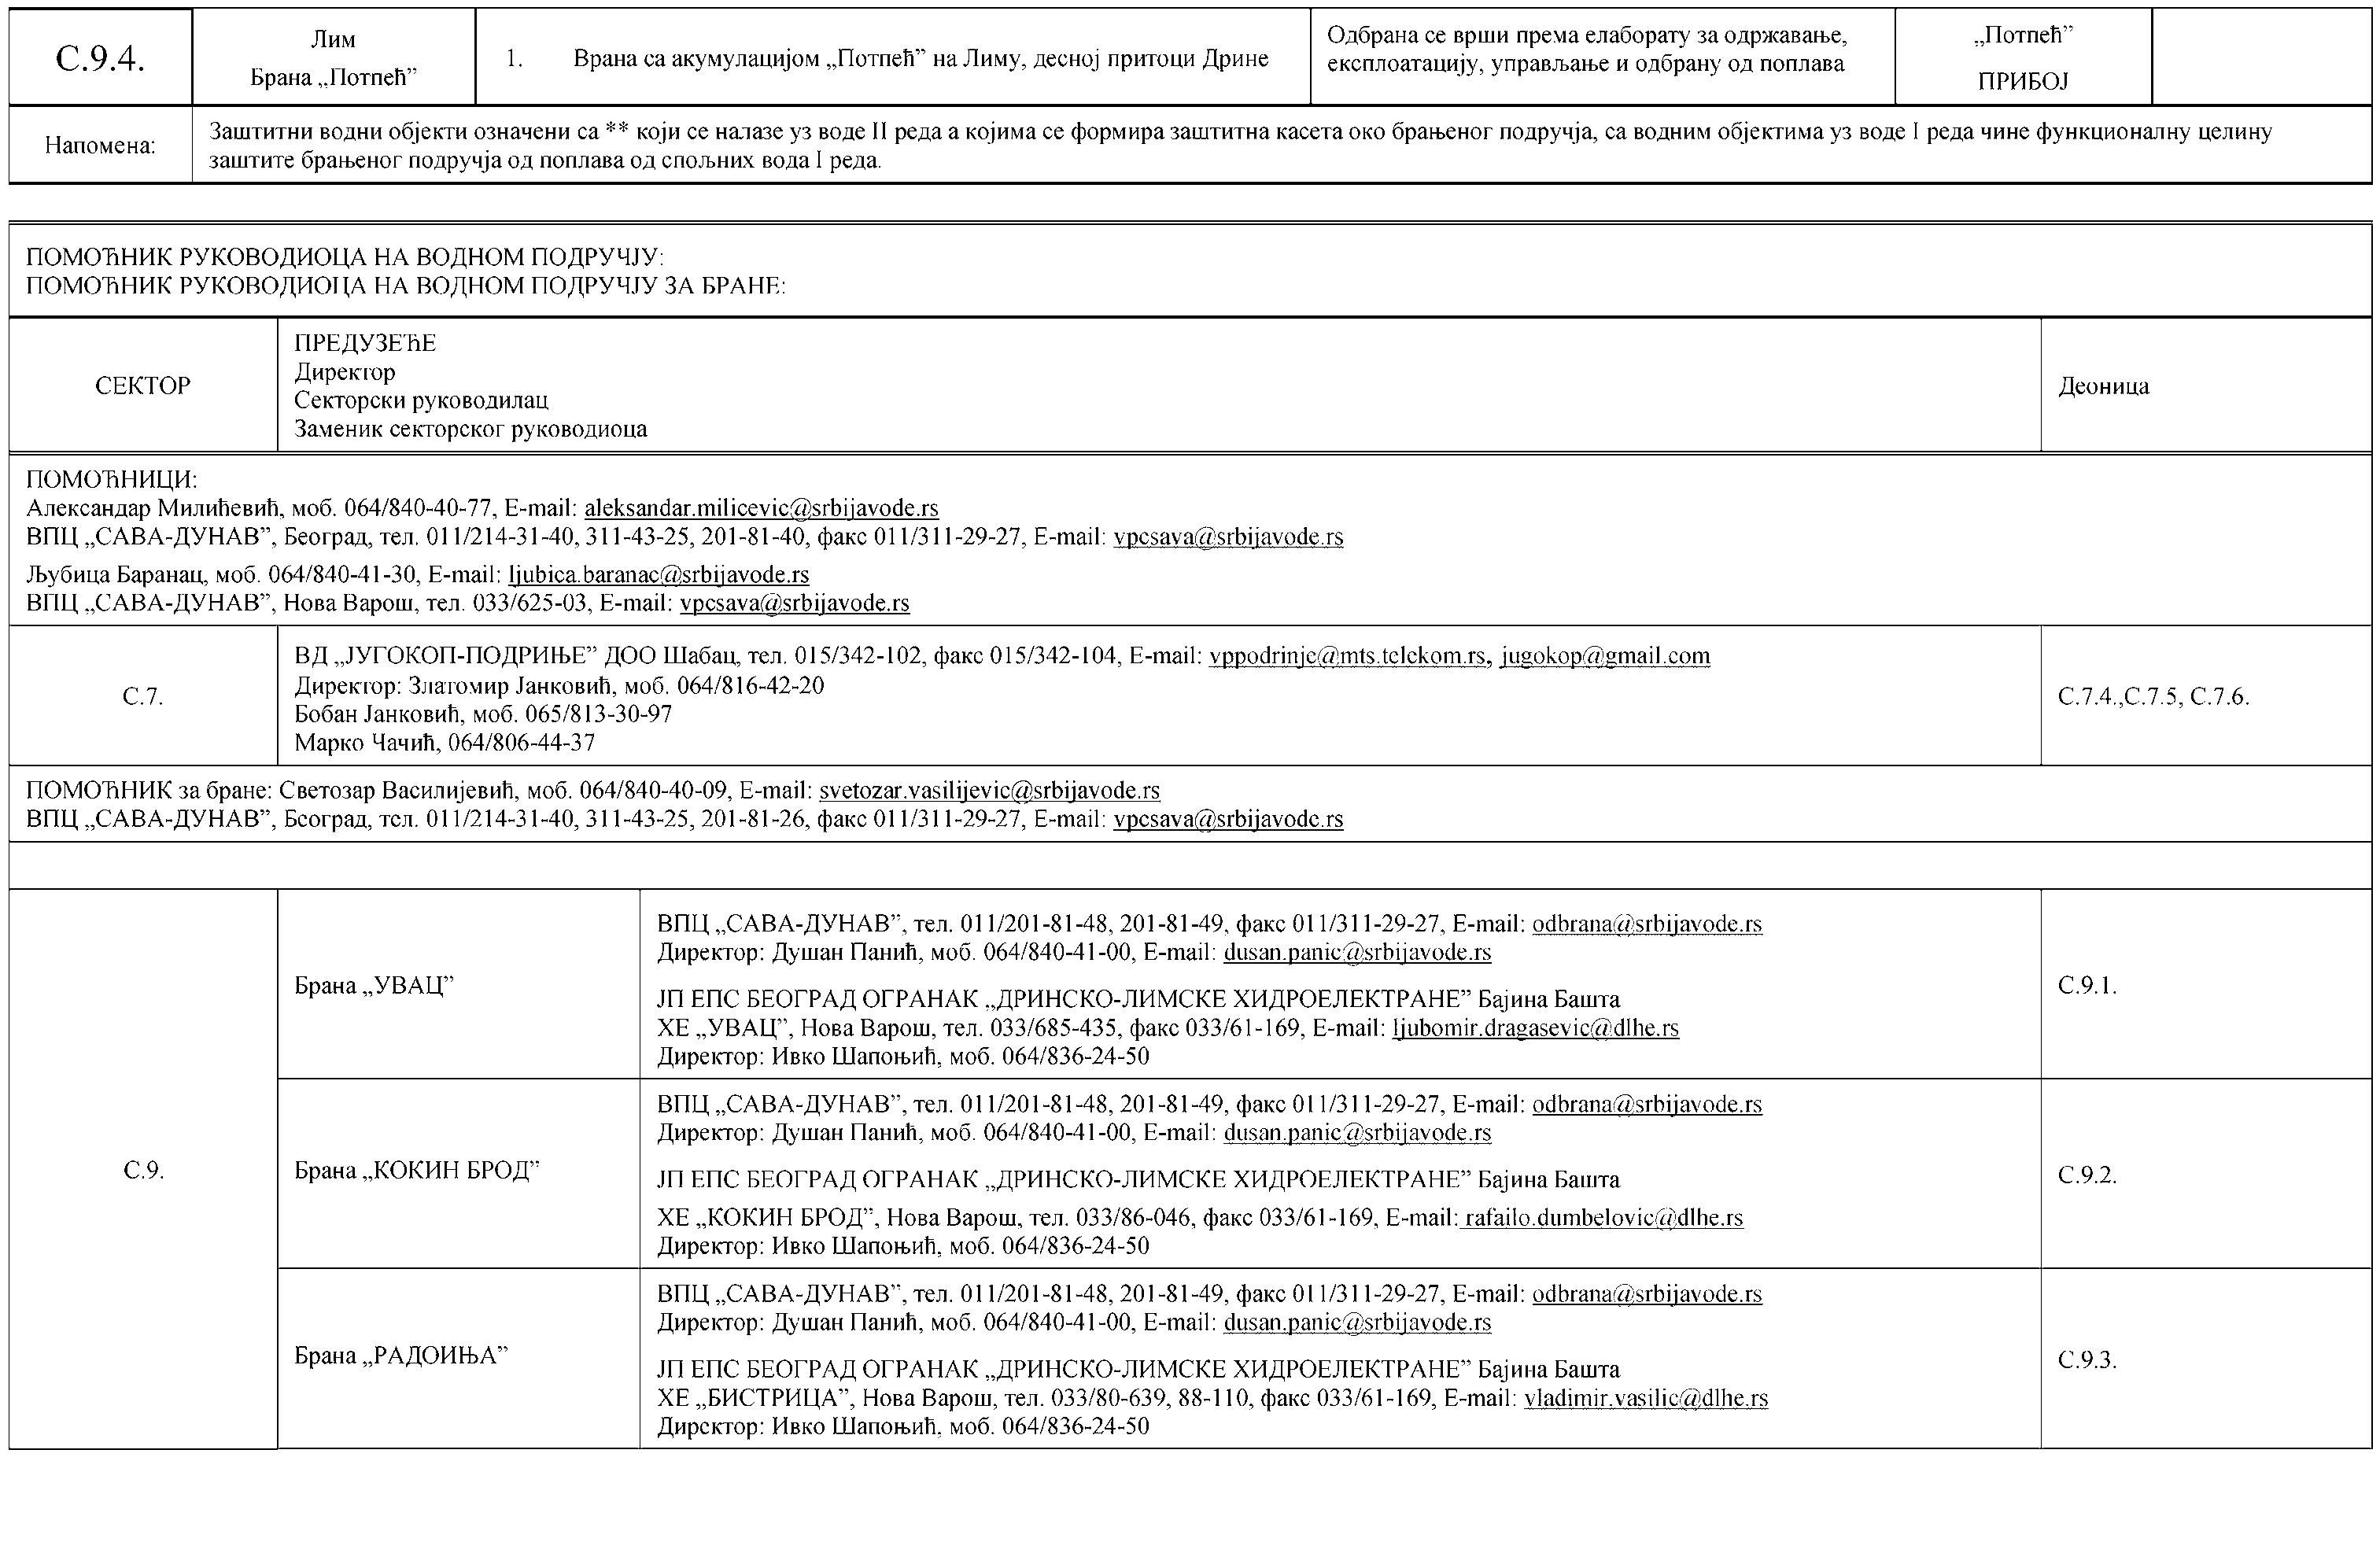 С.9.4.
Лим
Брана „Потпећ”
1. Врана са акумулацијом „Потпећ” на Лиму, десној притоци Дрине
Одбрана се врши према елаборату за одржавање,
експлоатацију, управљање и одбрану од поплава
„Потпећ”
ПРИБОЈ
Напомена:
Заштитни водни објекти означени са ** који се налазе уз воде II реда а којима се формира заштитна касета око брањеног подручја, са водним објектима уз воде I реда чине функционалну целину
заштите брањеног подручја од поплава од спољних вода I реда.
ПОМОЋНИК РУКОВОДИОЦА НА ВОДНОМ ПОДРУЧЈУ:
ПОМОЋНИК РУКОВОДИОЦА НА ВОДНОМ ПОДРУЧЈУ ЗА БРАНЕ:
СЕКТОР
ПРЕДУЗЕЋЕ
Директор
Секторски руководилац
Заменик секторског руководиоца
Деоница
ПОМОЋНИЦИ:
Александар Милићевић, моб. 064/840-40-77, E-mail: aleksandar.milicevic@srbijavode.rs
ВПЦ „САВА-ДУНАВ”, Београд, тел. 011/214-31-40, 311-43-25, 201-81-40, факс 011/311-29-27, E-mail: vpcsava@srbijavode.rs
Љубица Баранац, моб. 064/840-41-30, E-mail: ljubica.baranac@srbijavode.rs
ВПЦ „САВА-ДУНАВ”, Нова Варош, тел. 033/625-03, E-mail: vpcsava@srbijavode.rs
С.7.
ВД „ЈУГОКОП-ПОДРИЊЕ” ДОО Шабац, тел. 015/342-102, факс 015/342-104, E-mail: vppodrinje@mts.telekom.rs, jugokop@gmail.com
Директор: Златомир Јанковић, моб. 064/816-42-20
Бобан Јанковић, моб. 065/813-30-97
Марко Чачић, 064/806-44-37
С.7.4.,С.7.5, С.7.6.
ПОМОЋНИК за бране: Светозар Василијевић, моб. 064/840-40-09, E-mail: svetozar.vasilijevic@srbijavode.rs
ВПЦ „САВА-ДУНАВ”, Београд, тел. 011/214-31-40, 311-43-25, 201-81-26, факс 011/311-29-27, E-mail: vpcsava@srbijavode.rs
С.9.
Брана „УВАЦ”
ВПЦ „САВА-ДУНАВ”, тел. 011/201-81-48, 201-81-49, факс 011/311-29-27, E-mail: odbrana@srbijavode.rs
Директор: Душан Панић, моб. 064/840-41-00, E-mail: dusan.panic@srbijavode.rs
ЈП ЕПС БЕОГРАД ОГРАНАК „ДРИНСКО-ЛИМСКЕ ХИДРОЕЛЕКТРАНЕ” Бајина Башта
ХЕ „УВАЦ”, Нова Варош, тел. 033/685-435, факс 033/61-169, E-mail: ljubomir.dragasevic@dlhe.rs
Директор: Ивко Шапоњић, моб. 064/836-24-50
С.9.1.
Брана „КОКИН БРОД”
ВПЦ „САВА-ДУНАВ”, тел. 011/201-81-48, 201-81-49, факс 011/311-29-27, E-mail: odbrana@srbijavode.rs
Директор: Душан Панић, моб. 064/840-41-00, E-mail: dusan.panic@srbijavode.rs
ЈП ЕПС БЕОГРАД ОГРАНАК „ДРИНСКО-ЛИМСКЕ ХИДРОЕЛЕКТРАНЕ” Бајина Башта
ХЕ „КОКИН БРОД”, Нова Варош, тел. 033/86-046, факс 033/61-169, E-mail: rafailo.dumbelovic@dlhe.rs
Директор: Ивко Шапоњић, моб. 064/836-24-50
С.9.2.
Брана „РАДОИЊА”
ВПЦ „САВА-ДУНАВ”, тел. 011/201-81-48, 201-81-49, факс 011/311-29-27, E-mail: odbrana@srbijavode.rs
Директор: Душан Панић, моб. 064/840-41-00, E-mail: dusan.panic@srbijavode.rs
ЈП ЕПС БЕОГРАД ОГРАНАК „ДРИНСКО-ЛИМСКЕ ХИДРОЕЛЕКТРАНЕ” Бајина Башта
ХЕ „БИСТРИЦА”, Нова Варош, тел. 033/80-639, 88-110, факс 033/61-169, E-mail: vladimir.vasilic@dlhe.rs
Директор: Ивко Шапоњић, моб. 064/836-24-50
С.9.3.